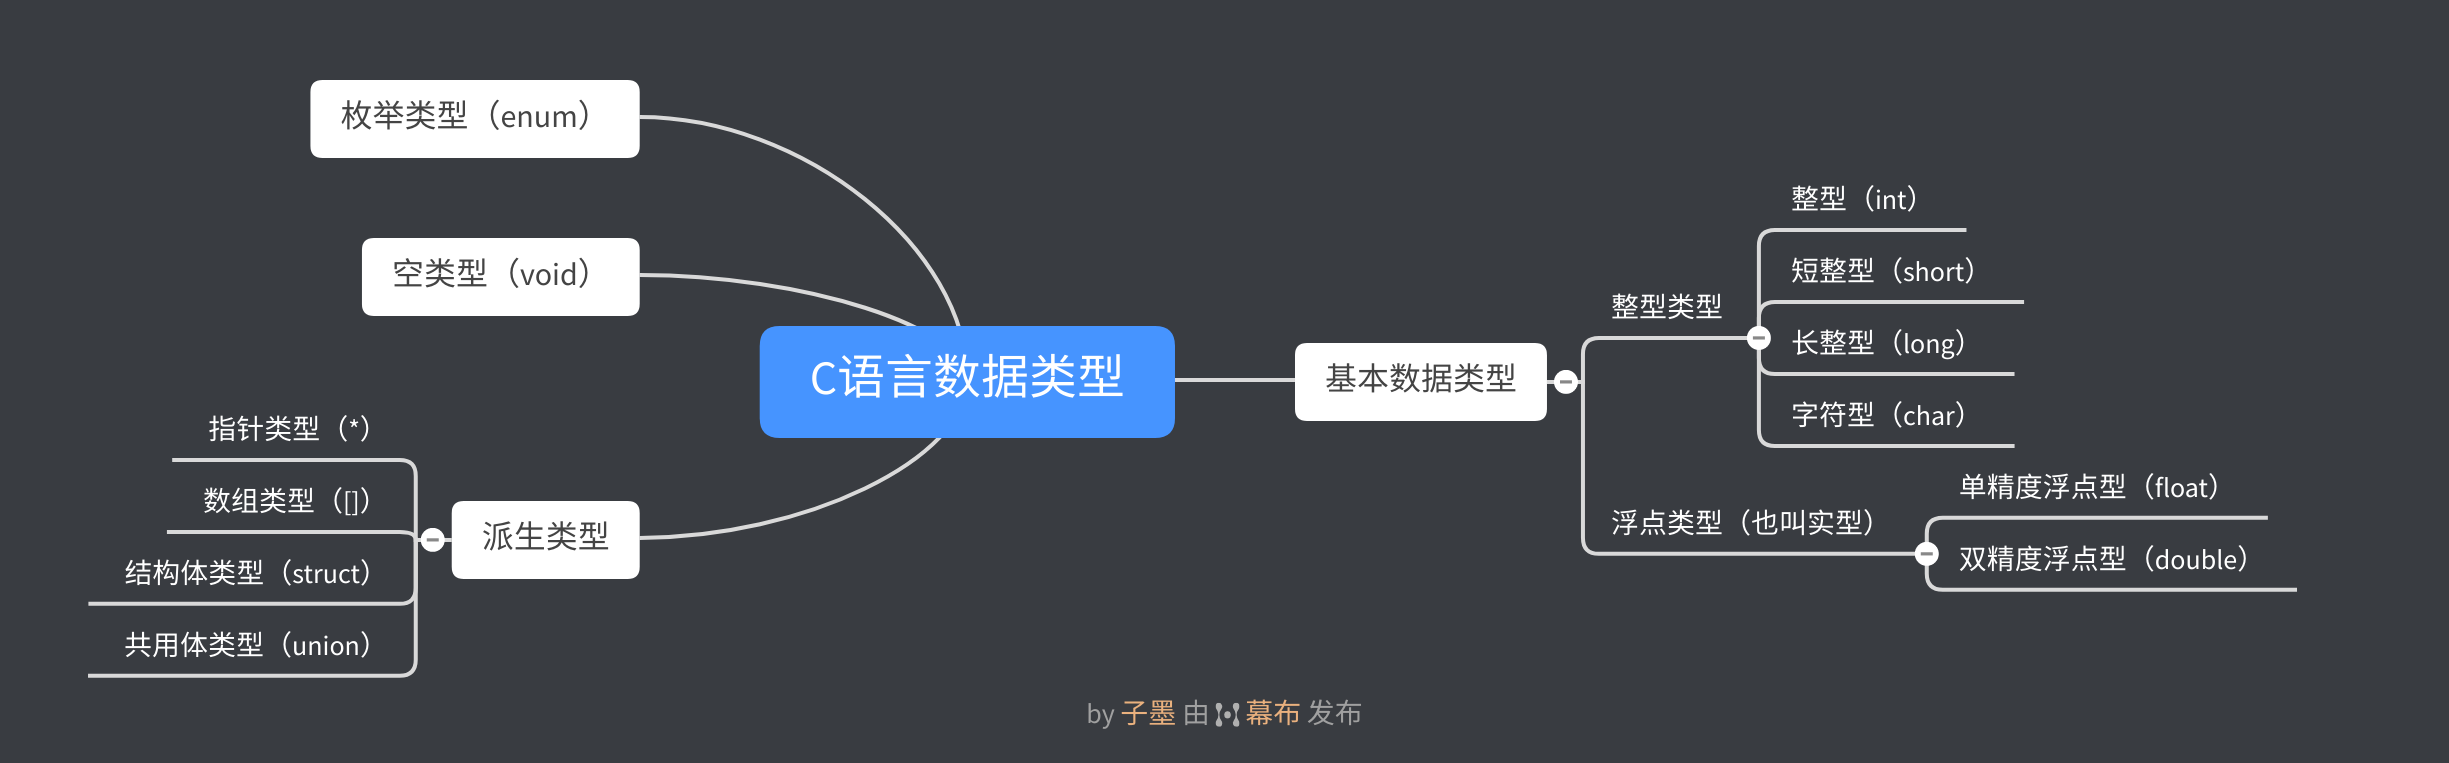 C语言数据类型
基本数据类型
整型类型
整型（int）
短整型（short）
长整型（long）
字符型（char）
浮点类型（也叫实型）
单精度浮点型（float）
双精度浮点型（double）
枚举类型（enum）
空类型（void）
派生类型
指针类型（*）
数组类型（[]）
结构体类型（struct）
共用体类型（union）
by 子墨 由 幕布 发布